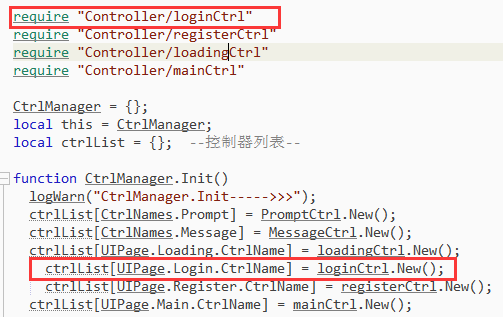 require "Controller/loginCtrl"
require "Controller/registerCtrl"
require "Controller/loadingCtrl"
require "Controller/mainCtrl"
CtrlManager = {};
local this = CtrlManager;
local ctrlList = {};  --控制器列表--
function CtrlManager.Init()
logWarn("CtrlManager.Init----->>>");
ctrlList[CtrlNames.Prompt] = PromptCtrl.New();
ctrlList[CtrlNames.Message] = MessageCtrl.New();
ctrlList[UIPage.Loading.CtrlName] = loadingCtrl.New();
ctrlList[UIPage.Login.CtrlName] = loginCtrl.New();
ctrlList[UIPage.Register.CtrlName] = registerCtrl.New();
ctrlList[UIPage.Main.CtrlName] = mainCtrl.New();